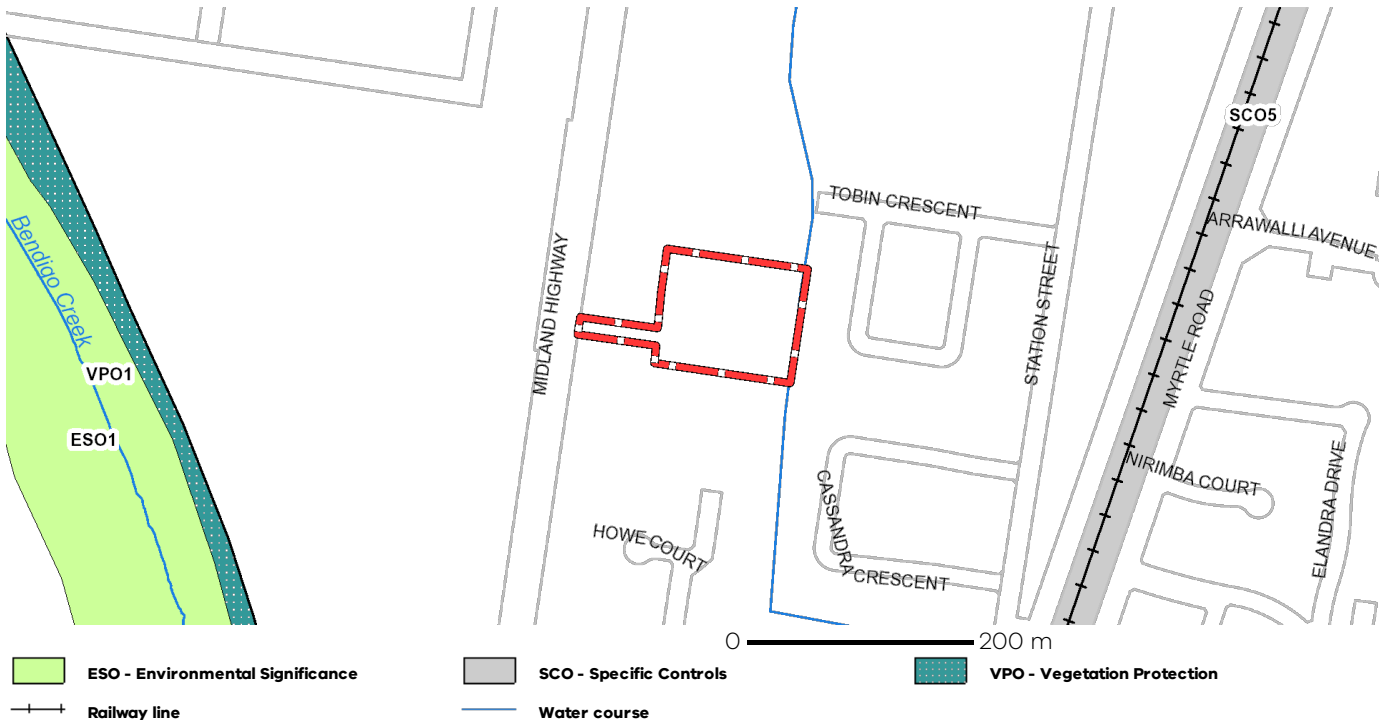 SCO5
TOBIN CRESCENT
ARRAWALLI AVENUE
Bendigo Creek
MIDLAND HIGHWAY
STATION STREET
MYRTLE ROAD
VPO1
ESO1
NIRIMBA COURT
ELANDRA DRIVE
CASSANDRA CRESCENT
HOWE COURT
0 200 m
ESO - Environmental Significance
SCO - Specific Controls
VPO - Vegetation Protection
Railway line
Water course